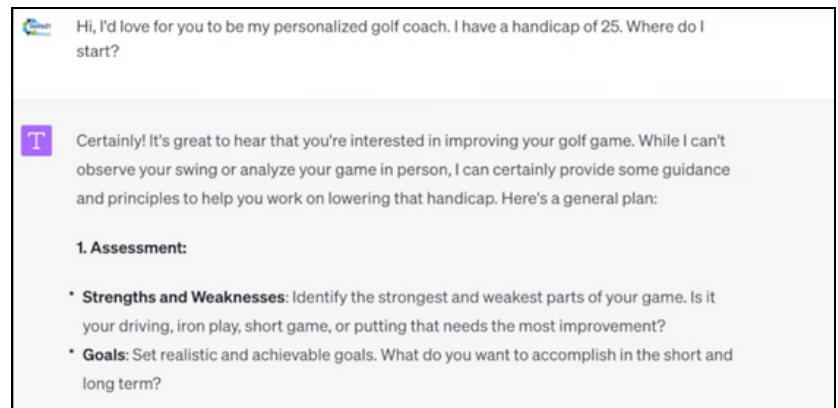 Hi, I'd love for you to be my personalized golf coach. I have a handicap of 25. Where do I
start?
T
Certainly! It's great to hear that you're interested in improving your golf game. While I can't
observe your swing or analyze your game in person, I can certainly provide some guidance
and principles to help you work on lowering that handicap. Here's a general plan:
1. Assessment:
• Strengths and Weaknesses: Identify the strongest and weakest parts of your game. Is it
your driving, iron play, short game, or putting that needs the most improvement?
• Goals: Set realistic and achievable goals. What do you want to accomplish in the short and
long term?